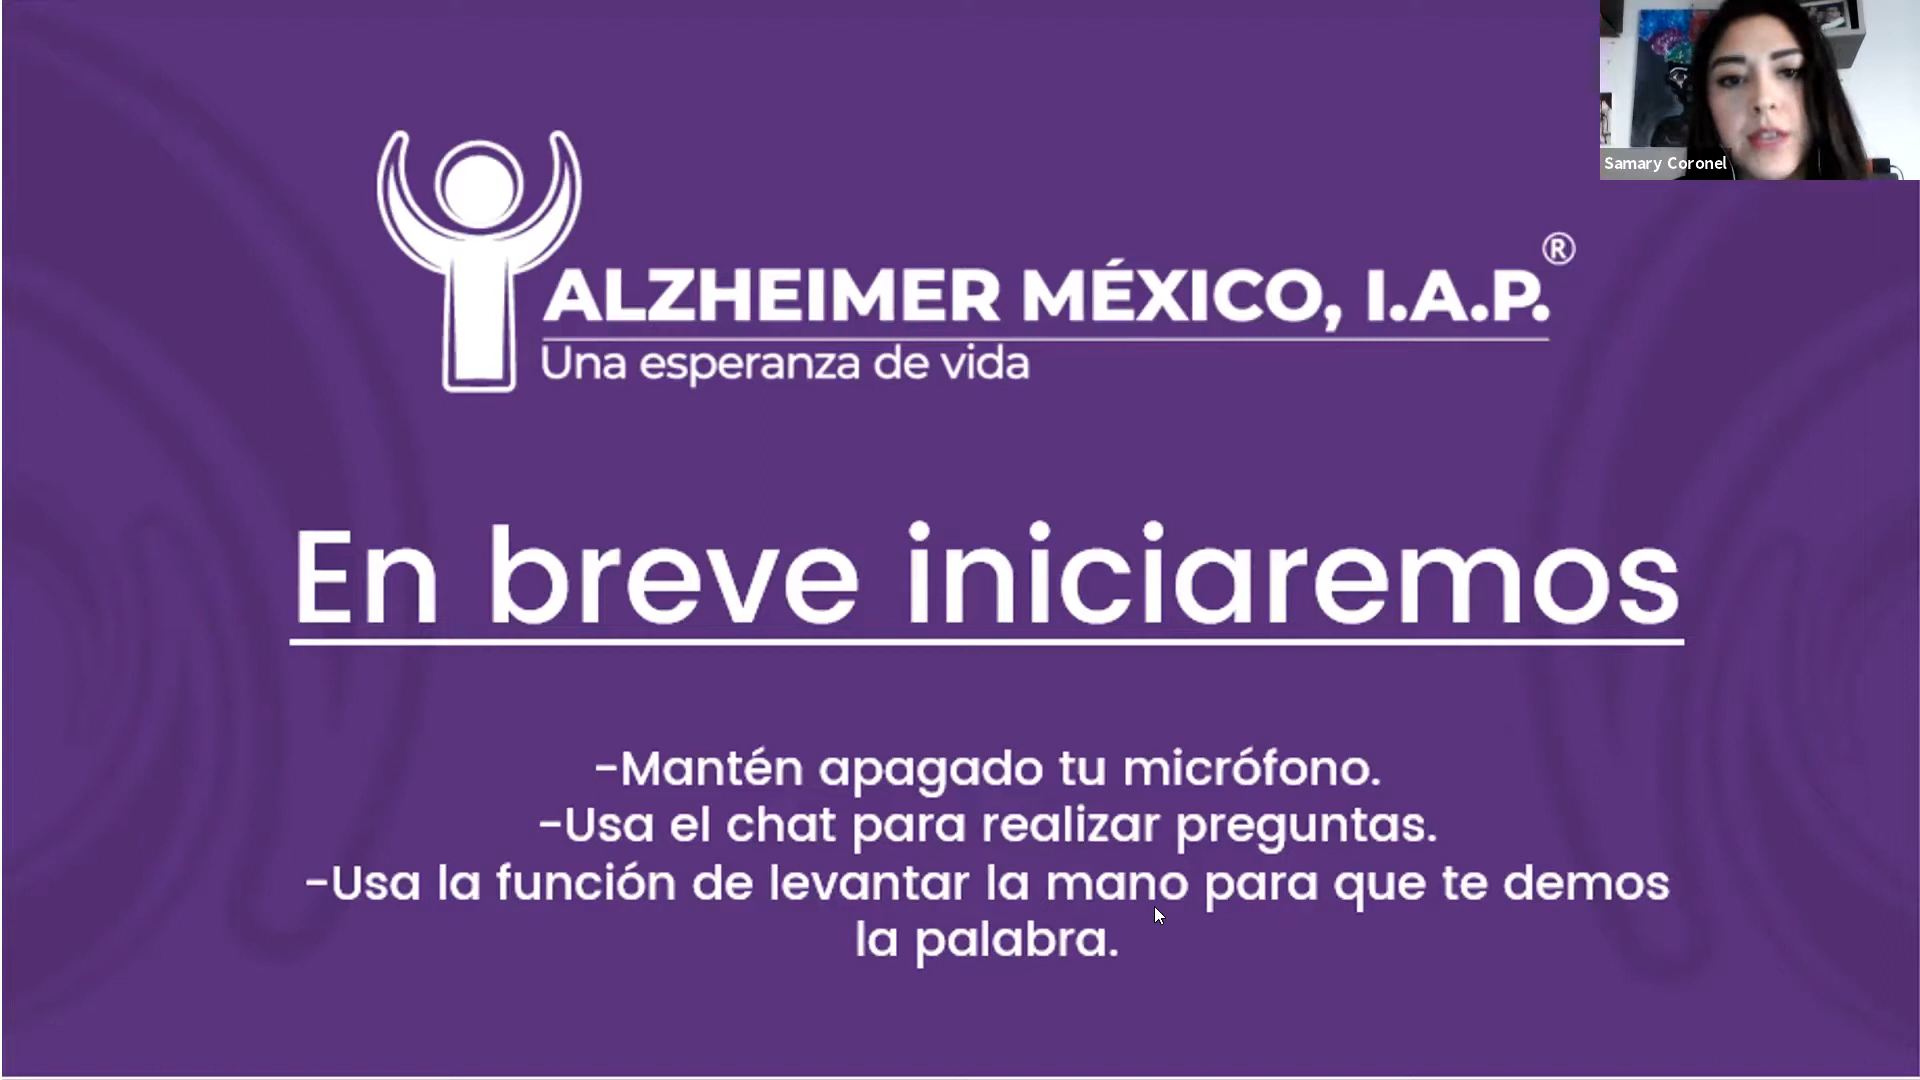 Samary Coronel
ALZHEIMER MÉXICO, I.A.P.®
Una esperanza de vida
En breve iniciaremos
-Mantén apagado tu micrófono.
-Usa el chat para realizar preguntas.
-Usa la función de levantar la mano para que te demos
la palabra.